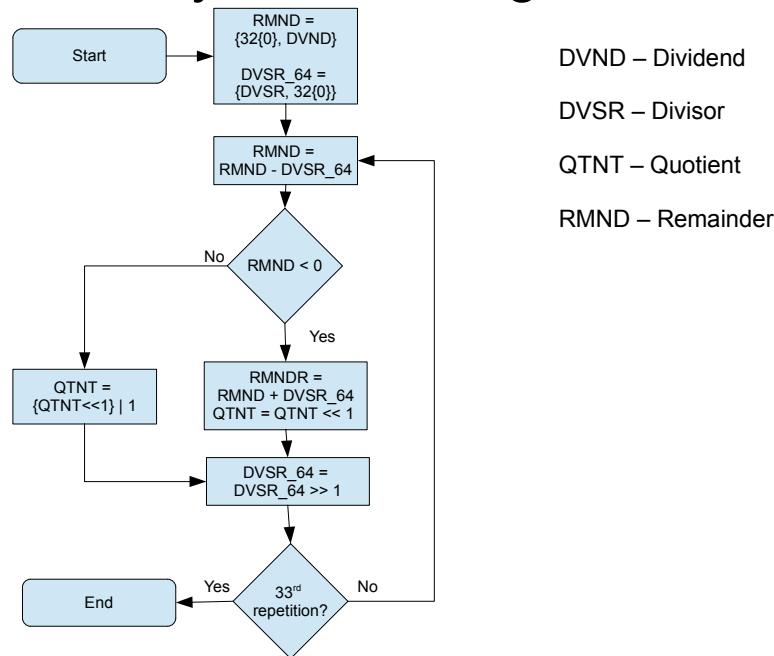 Start
RMND =
{32{0}, DVND}
DVSR_64 =
{DVSR, 32{0}}
RMND =
RMND - DVSR_64
RMND < 0
No
Yes
QTNT =
{QTNT<<1} | 1
RMNDR =
RMND + DVSR_64
QTNT = QTNT << 1
DVSR_64 =
DVSR_64 >> 1
33rd
repetition?
Yes
No
End
DVND – Dividend
DVSR – Divisor
QTNT – Quotient
RMND – Remainder